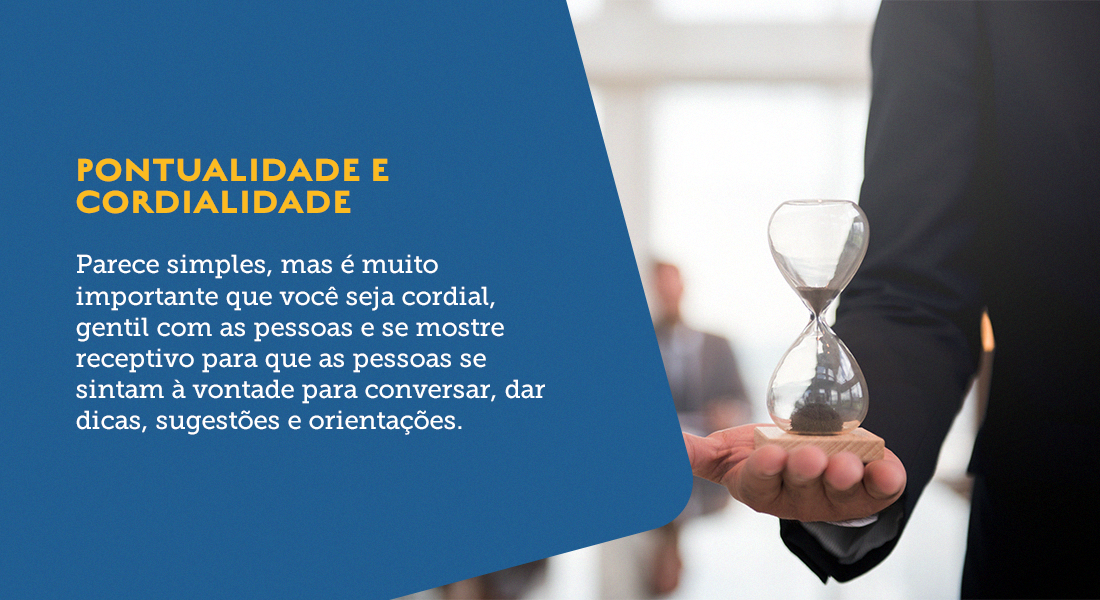 PONTUALIDADE E
CORDIALIDADE
Parece simples, mas é muito
importante que você seja cordial,
gentil com as pessoas e se mostre
receptivo para que as pessoas se
sintam à vontade para conversar, dar
dicas, sugestões e orientações.